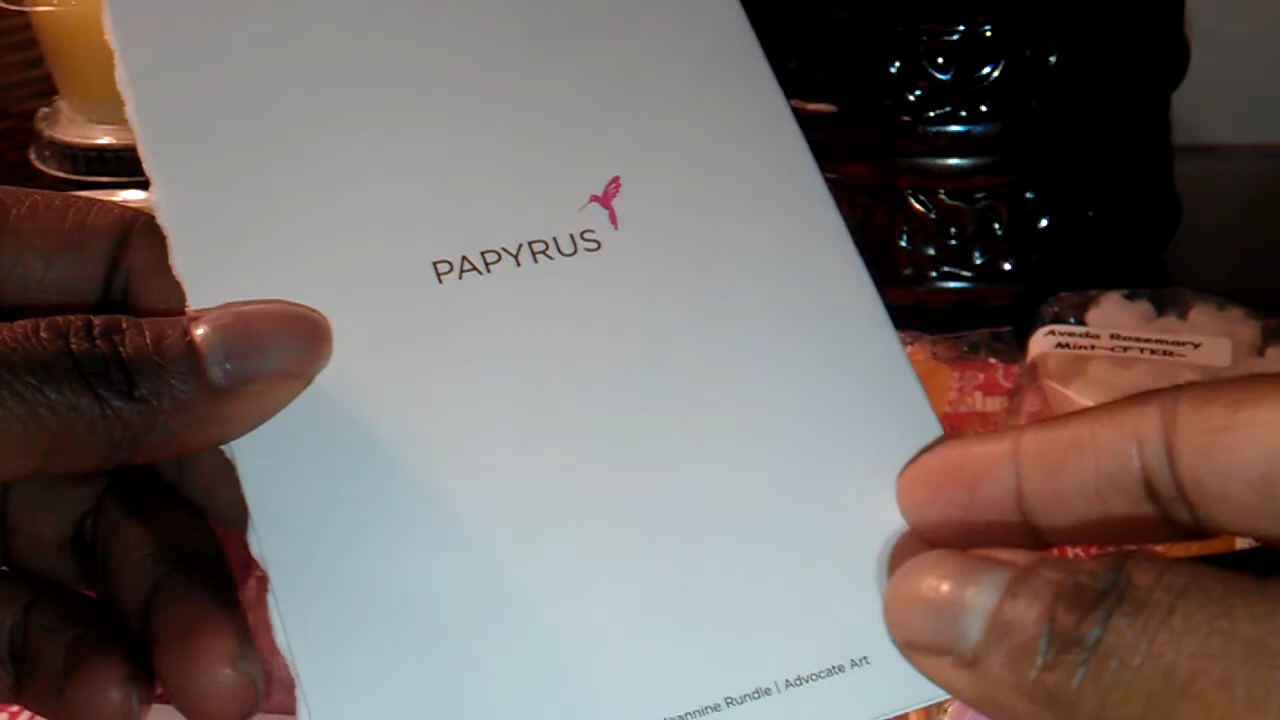 PAPYRUS
Aveda Rosemary
Mint~CFTKR~
Jeannine Rundle | Advocate Art